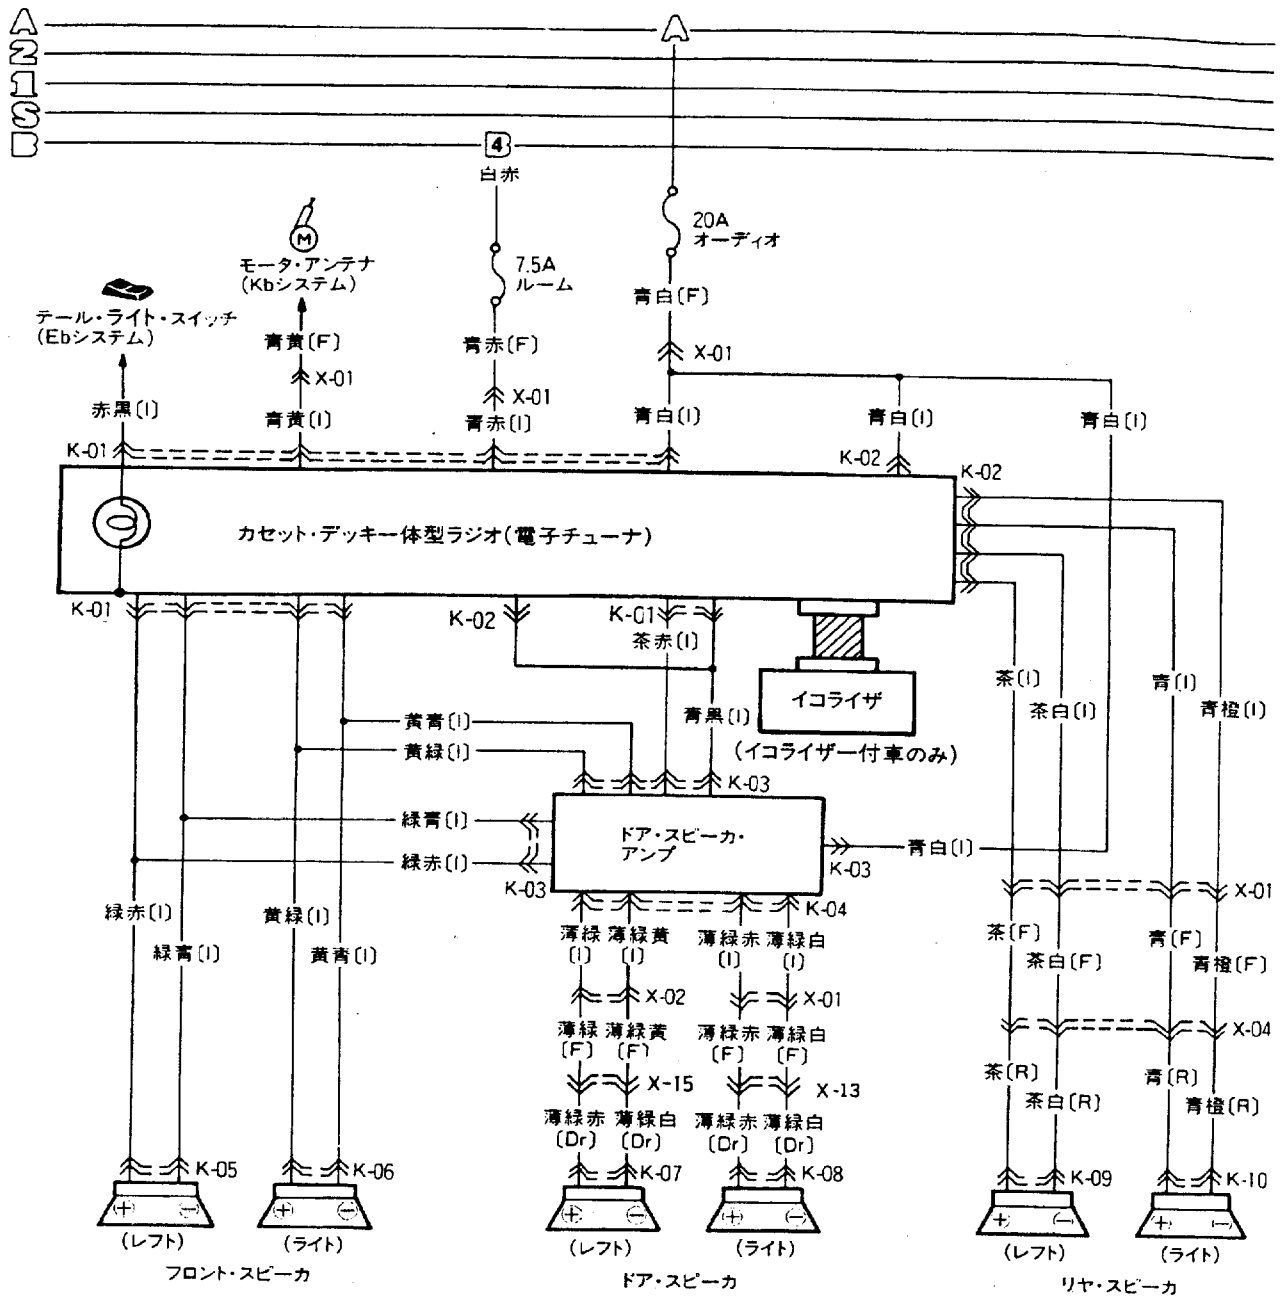 A A
2
1
S
B 4
白赤
20A
オーディオ
モータ・アンテナ
(Kbシステム)
7.5A
ルーム
テール・ライト・スイッチ
(Ebシステム)
青白(F)
青黄(F)
青赤(F)
X-01
X-01
X-01
赤黒(I)
青黄(I)
青赤(I)
青白(I)
青白(I)
青白(I)
K-01
K-02
K-02
カセット・デッキ一体型ラジオ(電子チューナ)
K-01
K-02
K-01
茶赤(I)
イコライザ
(イコライザー付車のみ)
茶(I)
茶白(I)
青(I)
青橙(I)
黄青(I)
青黒(I)
黄緑(I)
K-03
緑青(I)
ドア・スピーカ・
アンプ
青白(I)
緑赤(I)
K-03
K-03
X-01
緑赤(I)
黄緑(I)
K-04
緑青(I)
黄青(I)
薄緑 薄緑黄 薄緑赤 薄緑白
(I) (I) (I) (I)
茶(F)
茶白(F)
青(F)
青橙(F)
X-02
X-01
薄緑 薄緑黄 薄緑赤 薄緑白
(F) (F) (F) (F)
X-04
X-15
X-13
茶(R)
茶白(R)
青(R)
青橙(R)
薄緑赤 薄緑白 薄緑赤 薄緑白
(Dr) (Dr) (Dr) (Dr)
K-05
K-06
K-07
K-08
K-09
K-10
+ − + − + − + − + − + −
(レフト) (ライト) (レフト) (ライト) (レフト) (ライト)
フロント・スピーカ
ドア・スピーカ
リヤ・スピーカ
M